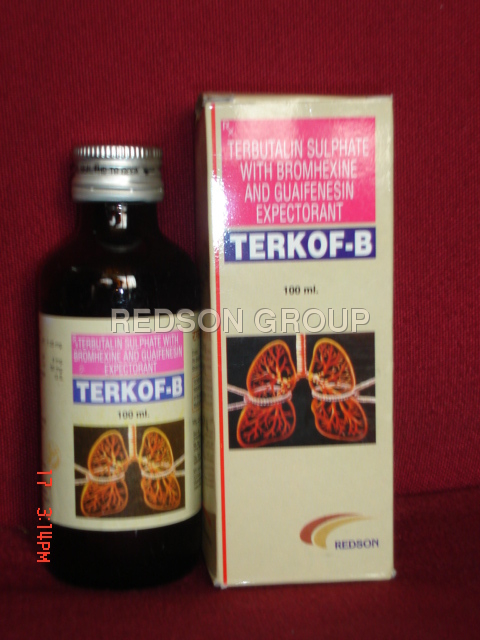 Rx
TERBUTALIN SULPHATE
WITH BROMHEXINE
AND GUAIFENESIN
EXPECTORANT
TERKOF-B
100 ml.
REDSON
REDSON GROUP
TERBUTALIN SULPHATE WITH
BROMHEXINE AND GUAIFENESIN
EXPECTORANT
TERKOF-B
100 ml.
17 3:14PM